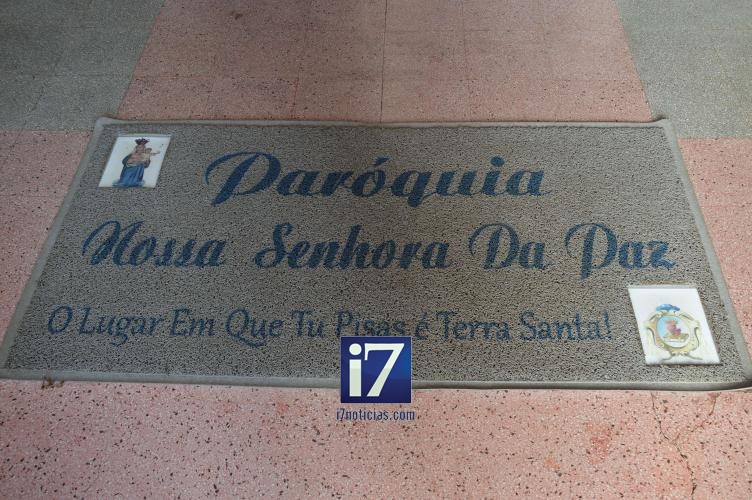 Paróquia
Nossa Senhora Da Paz
O Lugar Em Que Tu Pisas é Terra Santa!
i7
i7noticias.com